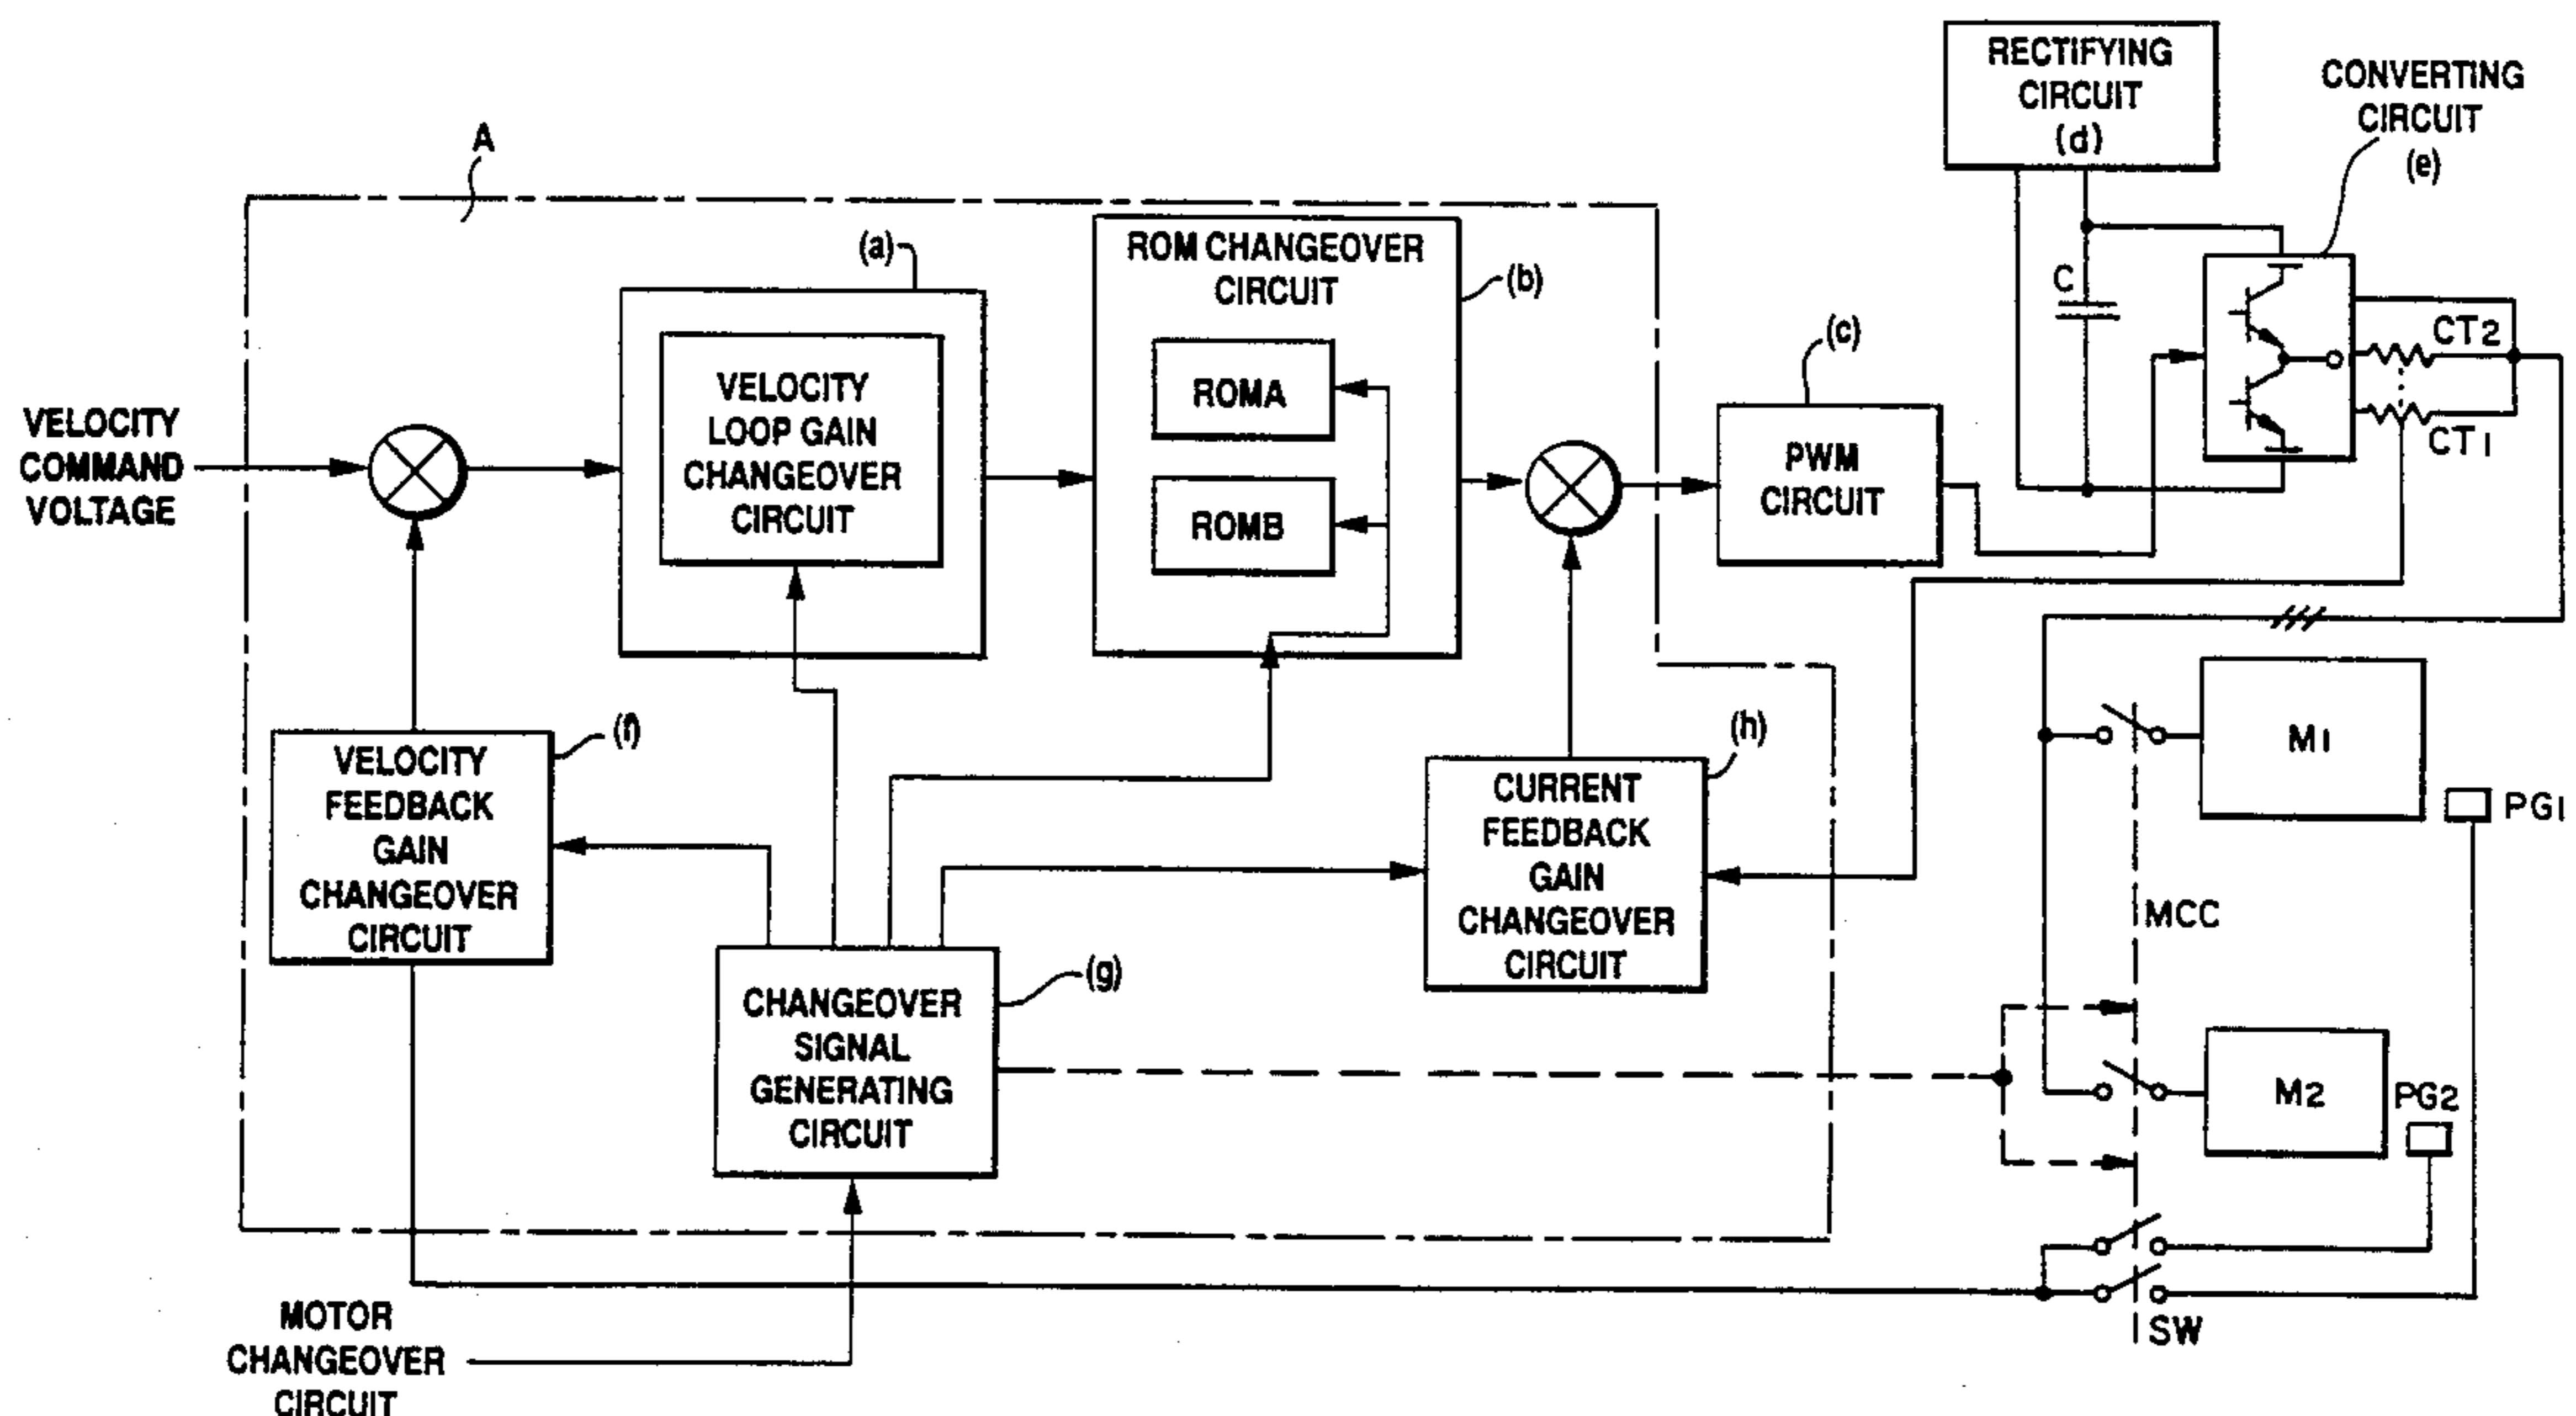 RECTIFYING
CIRCUIT
(d)
CONVERTING
CIRCUIT
(e)
A
(a)
VELOCITY
LOOP GAIN
CHANGEOVER
CIRCUIT
ROM CHANGEOVER
CIRCUIT
(b)
ROMA
ROMB
(c)
PWM
CIRCUIT
C
CT2
CT1
VELOCITY
COMMAND
VOLTAGE
(f)
VELOCITY
FEEDBACK
GAIN
CHANGEOVER
CIRCUIT
(g)
CHANGEOVER
SIGNAL
GENERATING
CIRCUIT
(h)
CURRENT
FEEDBACK
GAIN
CHANGEOVER
CIRCUIT
M1
PG1
MCC
M2
PG2
SW
MOTOR
CHANGEOVER
CIRCUIT